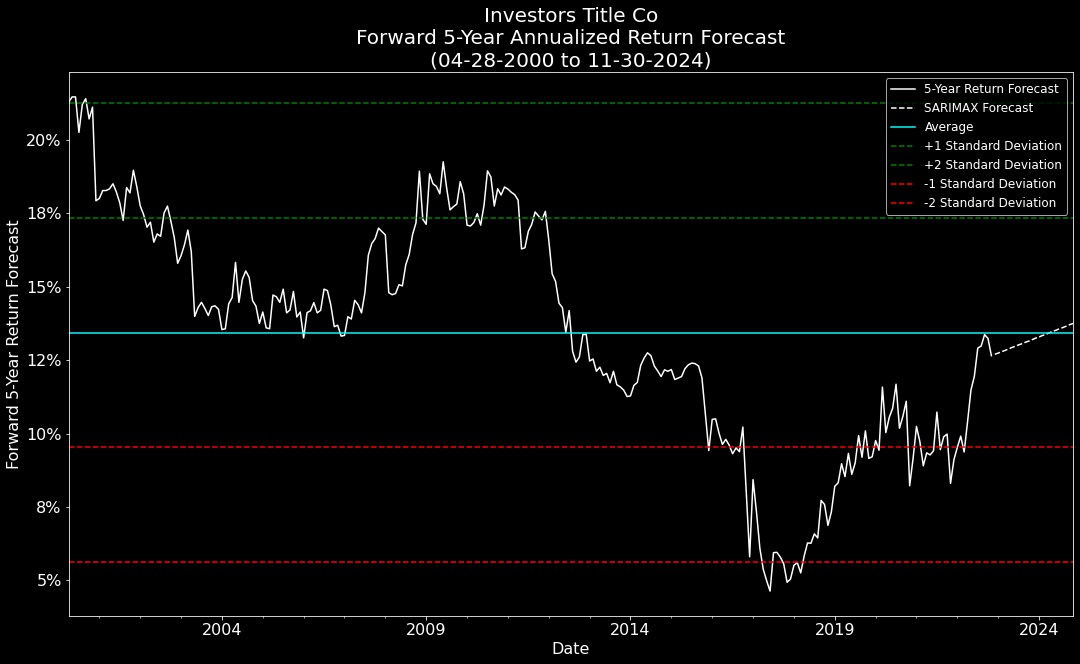 Investors Title Co
Forward 5-Year Annualized Return Forecast
(04-28-2000 to 11-30-2024)
5-Year Return Forecast
SARIMAX Forecast
Average
+1 Standard Deviation
+2 Standard Deviation
-1 Standard Deviation
-2 Standard Deviation
Forward 5-Year Return Forecast
20%
18%
15%
12%
10%
8%
5%
2004
2009
2014
2019
2024
Date